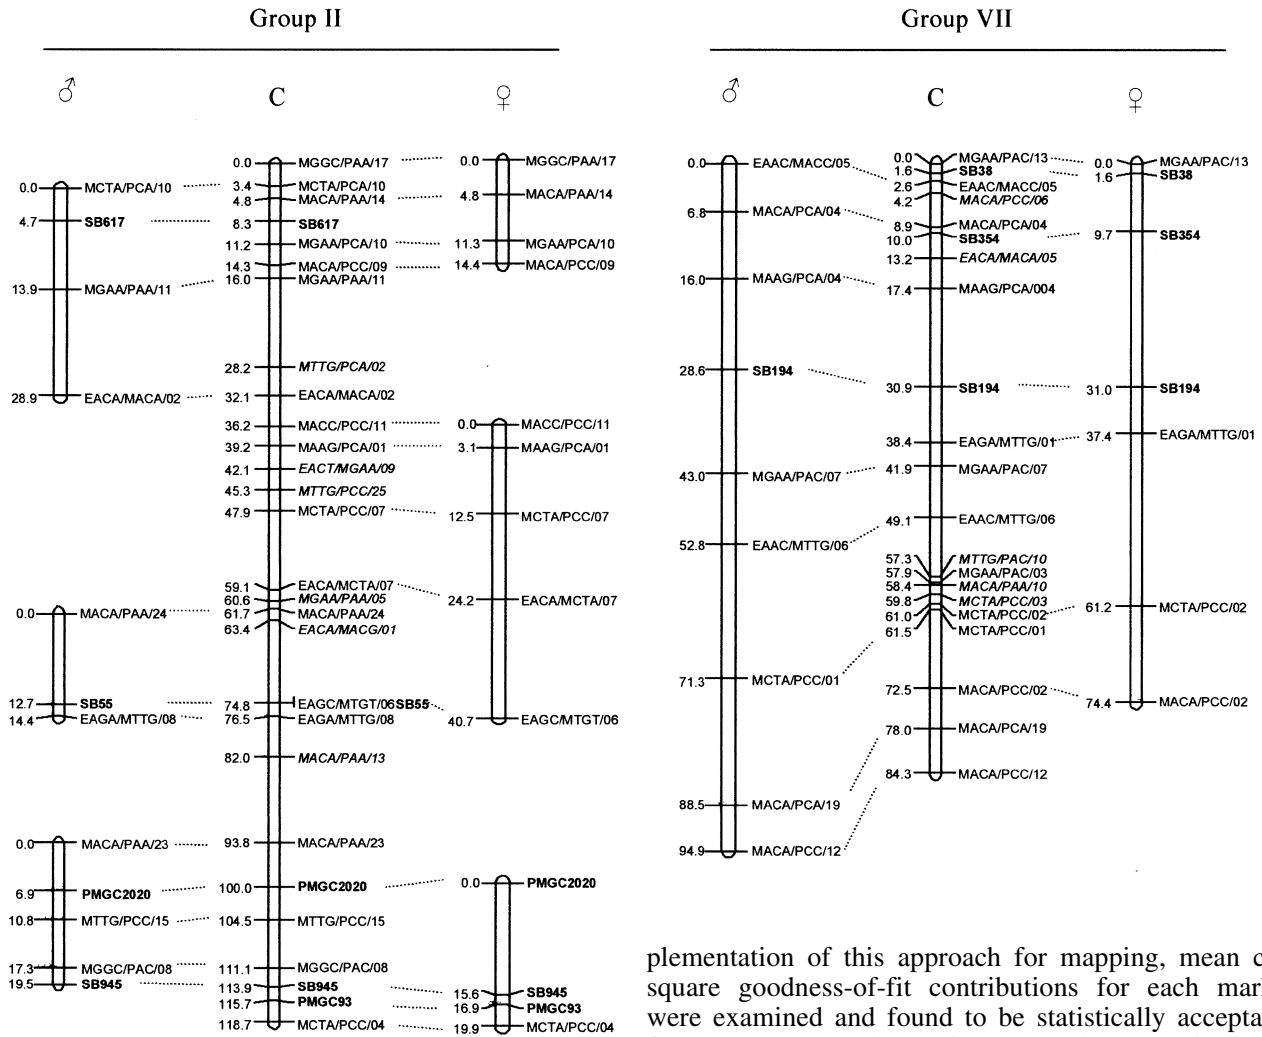 Group II
♂ C ♀
0.0 MCTA/PCA/10
4.7 SB617
13.9 MGAA/PAA/11
28.9 EACA/MACA/02
0.0 MACA/PAA/24
12.7 SB55
14.4 EAGA/MTTG/08
0.0 MACA/PAA/23
6.9 PMGC2020
10.8 MTTG/PCC/15
17.3 MGGC/PAC/08
19.5 SB945
0.0 MGGC/PAA/17
3.4 MCTA/PCA/10
4.8 MACA/PAA/14
8.3 SB617
11.2 MGAA/PCA/10
14.3 MACA/PCC/09
16.0 MGAA/PAA/11
28.2 MTTG/PCA/02
32.1 EACA/MACA/02
36.2 MACC/PCC/11
39.2 MAAG/PCA/01
42.1 EACT/MGAA/09
45.3 MTTG/PCC/25
47.9 MCTA/PCC/07
59.1 EACA/MCTA/07
60.6 MGAA/PAA/05
61.7 MACA/PAA/24
63.4 EACA/MACG/01
74.8 EAGC/MTGT/06 SB55
76.5 EAGA/MTTG/08
82.0 MACA/PAA/13
93.8 MACA/PAA/23
100.0 PMGC2020
104.5 MTTG/PCC/15
111.1 MGGC/PAC/08
113.9 SB945
115.7 PMGC93
118.7 MCTA/PCC/04
0.0 MGGC/PAA/17
4.8 MACA/PAA/14
11.3 MGAA/PCA/10
14.4 MACA/PCC/09
0.0 MACC/PCC/11
3.1 MAAG/PCA/01
12.5 MCTA/PCC/07
24.2 EACA/MCTA/07
40.7 EAGC/MTGT/06
0.0 PMGC2020
15.6 SB945
16.9 PMGC93
19.9 MCTA/PCC/04
Group VII
♂ C ♀
0.0 EAAC/MACC/05
6.8 MACA/PCA/04
16.0 MAAG/PCA/04
28.6 SB194
43.0 MGAA/PAC/07
52.8 EAAC/MTTG/06
71.3 MCTA/PCC/01
88.5 MACA/PCA/19
94.9 MACA/PCC/12
0.0 MGAA/PAC/13
1.6 SB38
2.6 EAAC/MACC/05
4.2 MACA/PCC/06
8.9 MACA/PCA/04
10.0 SB354
13.2 EACA/MACA/05
17.4 MAAG/PCA/004
30.9 SB194
38.4 EAGA/MTTG/01
41.9 MGAA/PAC/07
49.1 EAAC/MTTG/06
57.3 MTTG/PAC/10
57.9 MGAA/PAC/03
58.4 MACA/PAA/10
59.8 MCTA/PCC/03
61.0 MCTA/PCC/02
61.5 MCTA/PCC/01
72.5 MACA/PCC/02
78.0 MACA/PCA/19
84.3 MACA/PCC/12
0.0 MGAA/PAC/13
1.6 SB38
9.7 SB354
31.0 SB194
37.4 EAGA/MTTG/01
61.2 MCTA/PCC/02
74.4 MACA/PCC/02
plementation of this approach for mapping, mean c
square goodness-of-fit contributions for each mar
were examined and found to be statistically accepta